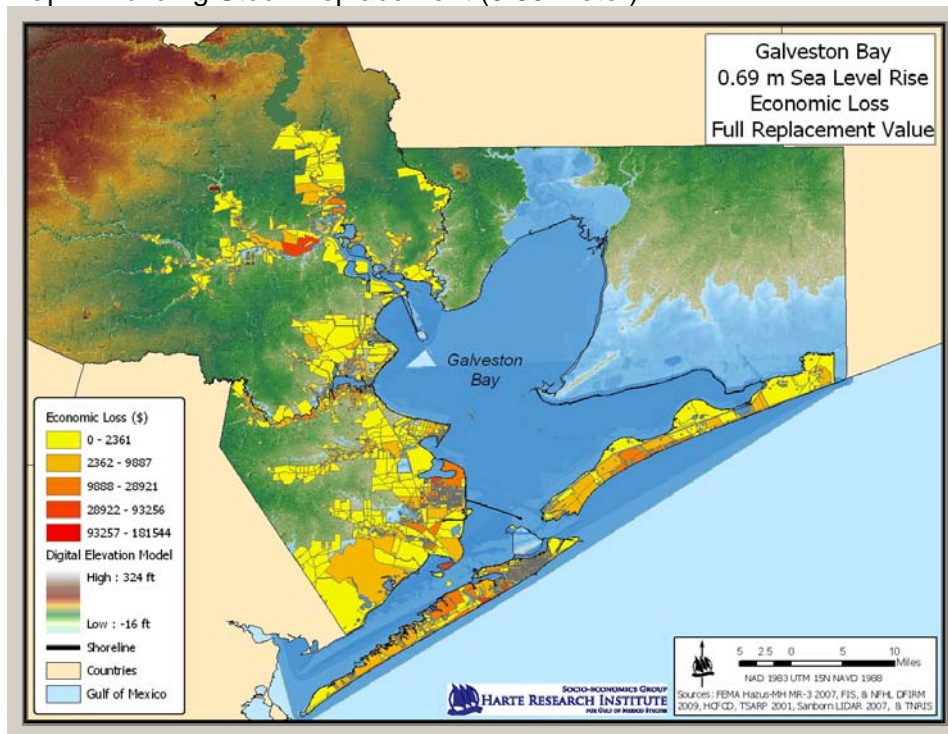 Building Stock Replacement
Galveston Bay
0.69 m Sea Level Rise
Economic Loss
Full Replacement Value
Galveston
Bay
Economic Loss ($)
0 - 2361
2362 - 9887
9888 - 28921
28922 - 93256
93257 - 181544
Digital Elevation Model
High : 324 ft
Low : -16 ft
Shoreline
Countries
Gulf of Mexico
SOCIO-ECONOMICS GROUP
HARTE RESEARCH INSTITUTE
FOR GULF OF MEXICO STUDIES
5 2.5 0 5 10
Miles
NAD 1983 UTM 15N NAVD 1988
Sources: FEMA Hazus-MH MR-3 2007, FIS, & NFHL DFIRM
2009, HCFCD, TSARP 2001, Sanborn LIDAR 2007, & TNRIS